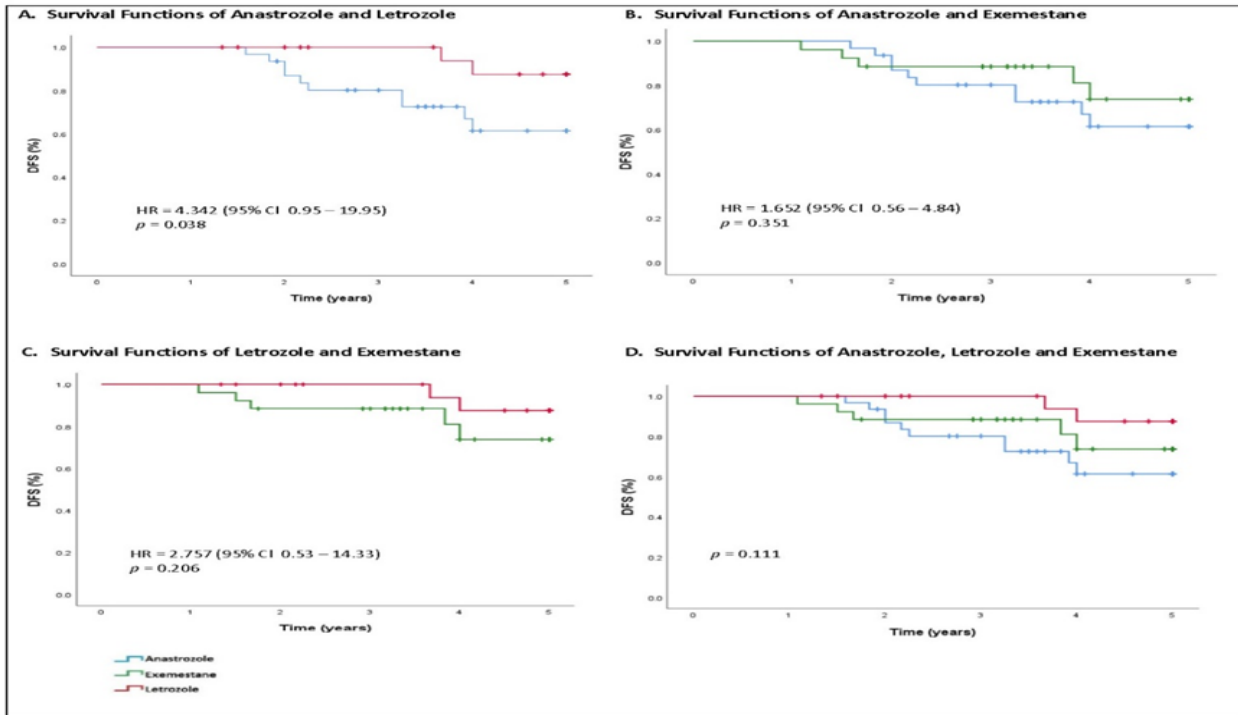 A. Survival Functions of Anastrozole and Letrozole
1.0
0.8
0.6
0.4
0.2
0.0
DFS (%)
HR = 4.342 (95% CI 0.95 – 19.95)
p = 0.038
0 1 2 3 4 5
Time (years)
B. Survival Functions of Anastrozole and Exemestane
1.0
0.8
0.6
0.4
0.2
0.0
DFS (%)
HR = 1.652 (95% CI 0.56 – 4.84)
p = 0.351
0 1 2 3 4 5
Time (years)
C. Survival Functions of Letrozole and Exemestane
1.0
0.8
0.6
0.4
0.2
0.0
DFS (%)
HR = 2.757 (95% CI 0.53 – 14.33)
p = 0.206
0 1 2 3 4 5
Time (years)
D. Survival Functions of Anastrozole, Letrozole and Exemestane
1.0
0.8
0.6
0.4
0.2
0.0
DFS (%)
p = 0.111
0 1 2 3 4 5
Time (years)
Anastrozole
Exemestane
Letrozole